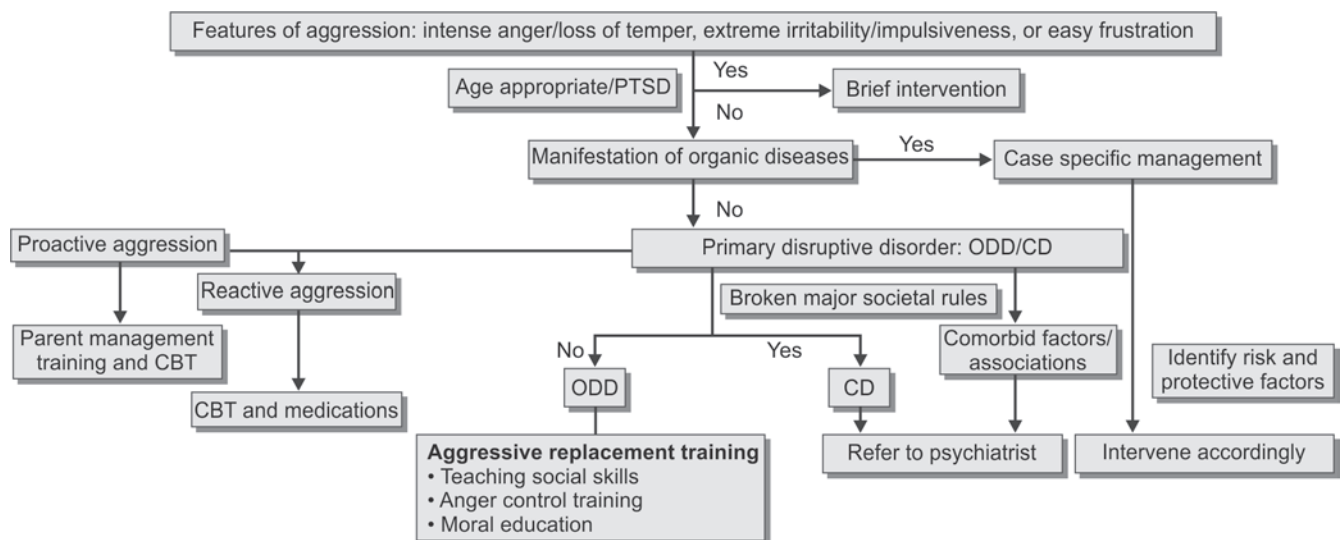 Features of aggression: intense anger/loss of temper, extreme irritability/impulsiveness, or easy frustration
Age appropriate/PTSD
Yes
Brief intervention
No
Manifestation of organic diseases
Yes
Case specific management
No
Proactive aggression
Primary disruptive disorder: ODD/CD
Reactive aggression
Broken major societal rules
Parent management
training and CBT
No
Yes
Comorbid factors/
associations
Identify risk and
protective factors
ODD
CD
CBT and medications
Aggressive replacement training
• Teaching social skills
• Anger control training
• Moral education
Refer to psychiatrist
Intervene accordingly